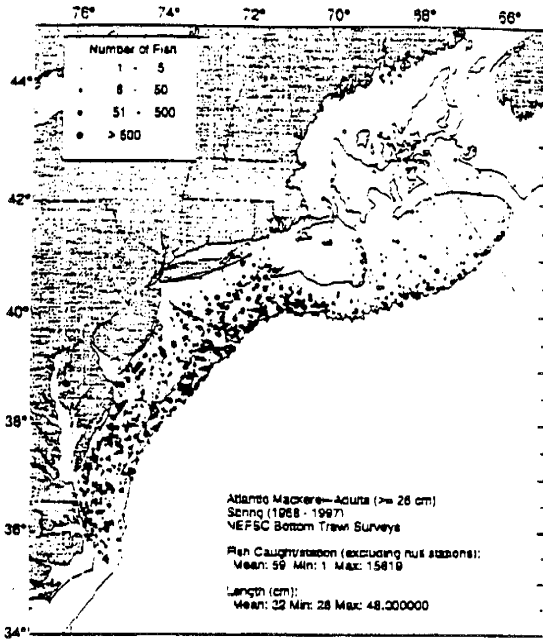 76° 74° 72° 70° 68° 66°
Number of Fish
1 - 5
6 - 50
51 - 500
> 500
44°
42°
40°
38°
36°
34°
Atlantic Mackerel—Adults (>= 26 cm)
Spring (1968 - 1997)
NEFSC Bottom Trawl Surveys
Fish Caught/station (excluding null stations):
Mean: 59 Min: 1 Max: 15619
Length (cm):
Mean: 32 Min: 26 Max: 48.000000